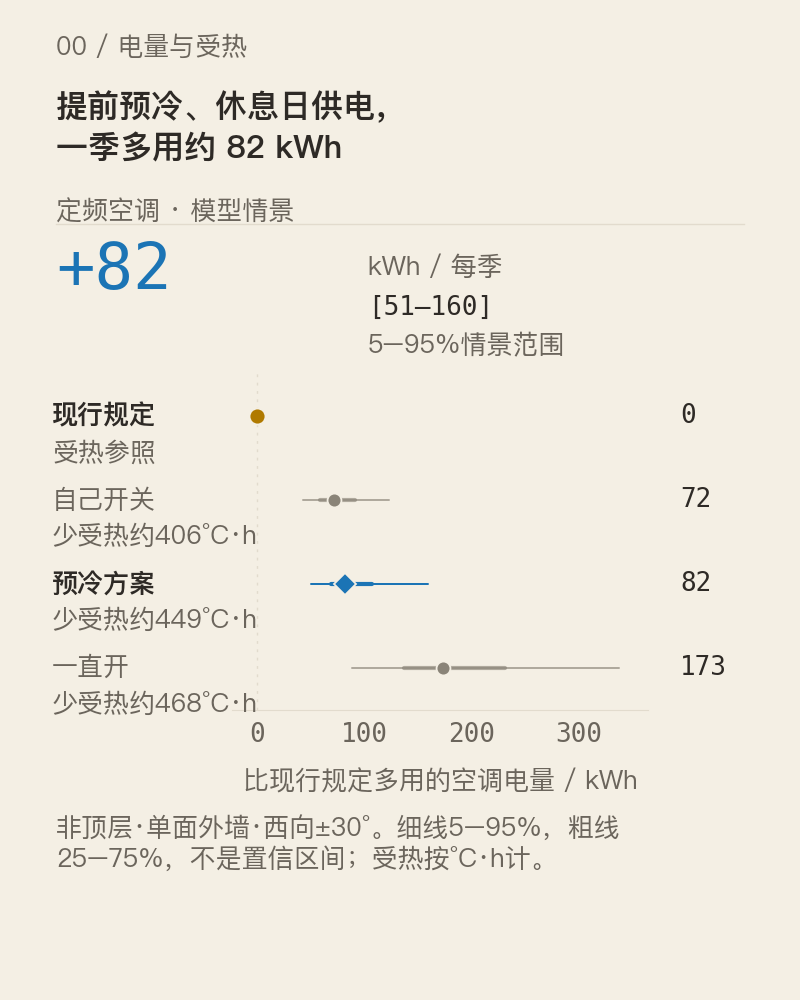 00 / 电量与受热
提前预冷、休息日供电，
一季多用约 82 kWh
定频空调 · 模型情景
+82
kWh / 每季
[51–160]
5—95%情景范围
现行规定
0
受热参照
自己开关
72
少受热约406°C·h
预冷方案
82
少受热约449°C·h
一直开
173
少受热约468°C·h
0 100 200 300
比现行规定多用的空调电量 / kWh
非顶层·单面外墙·西向±30°。细线5—95%，粗线
25—75%，不是置信区间；受热按°C·h计。